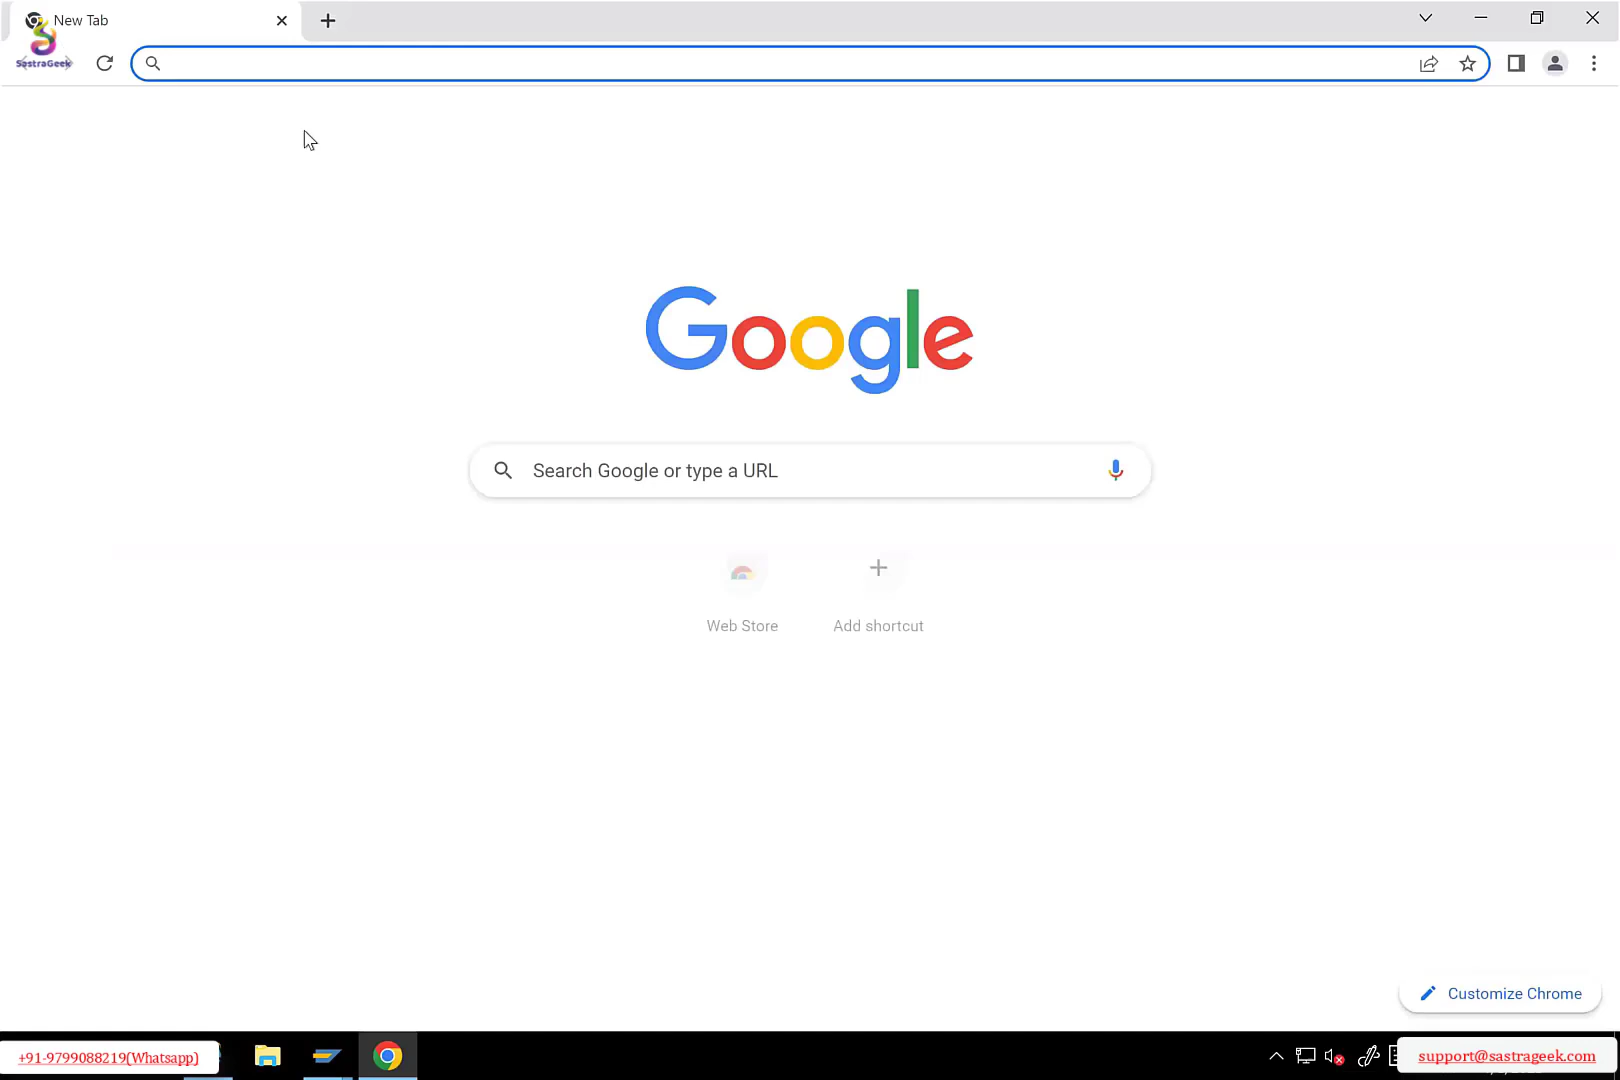 New Tab
SastraGeek
Google
Search Google or type a URL
Web Store
Add shortcut
Customize Chrome
+91-9799088219(Whatsapp)
support@sastrageek.com